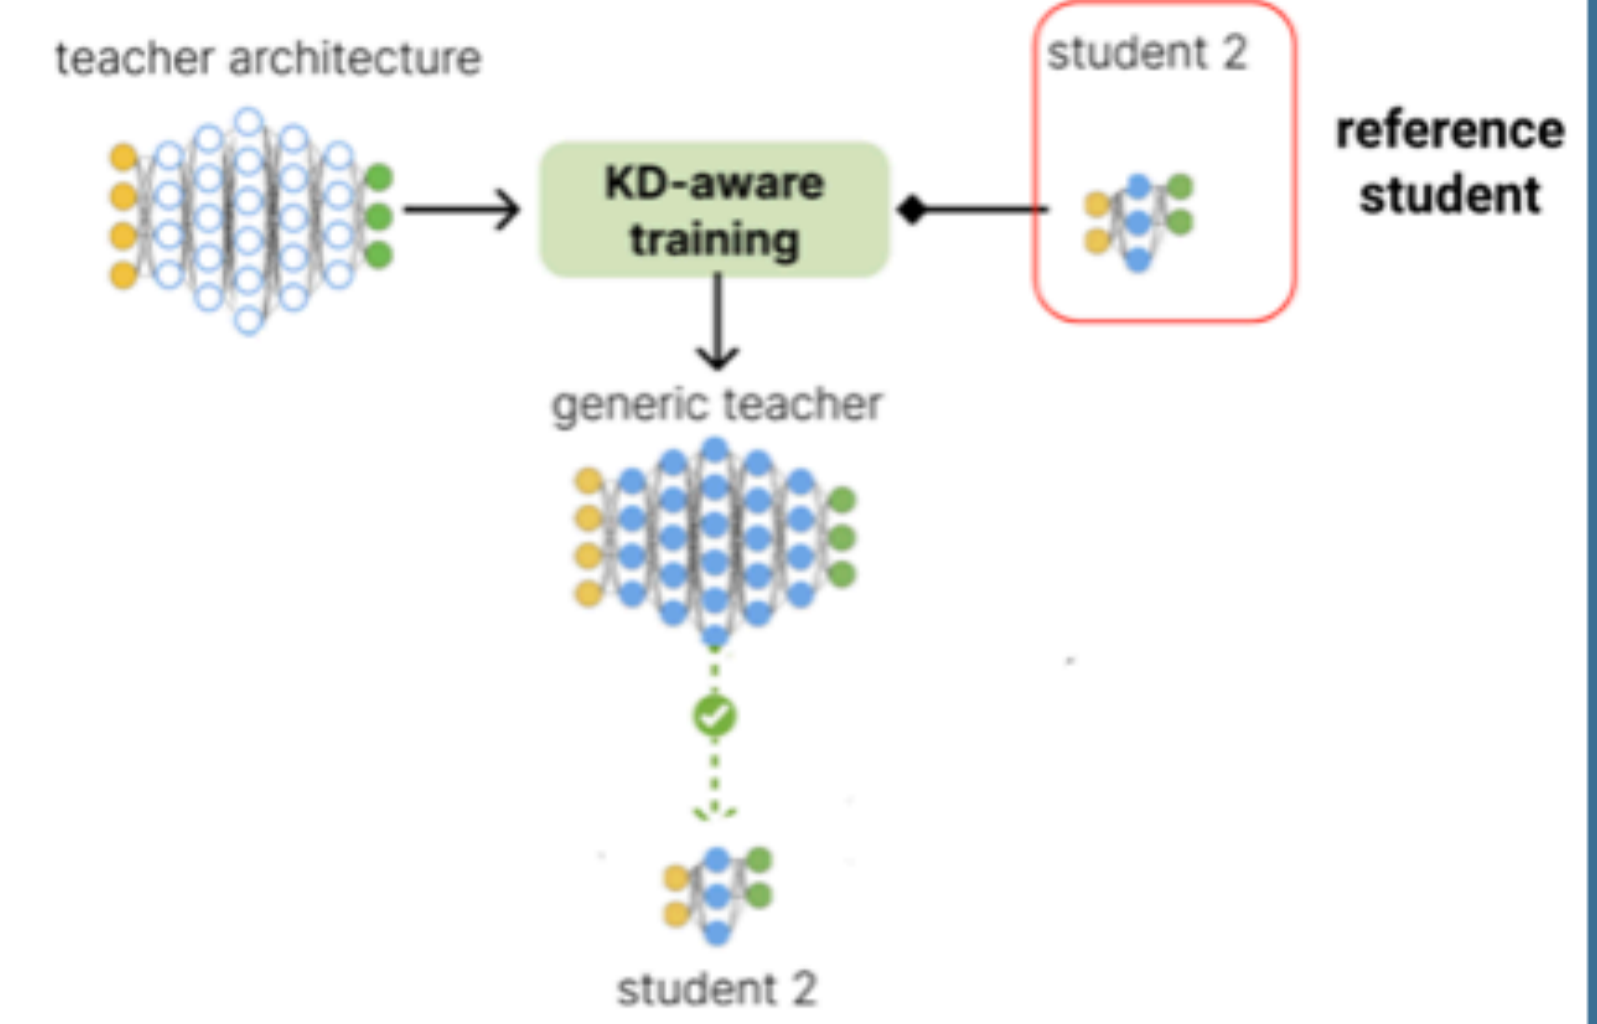 teacher architecture
student 2
reference
student
KD-aware
training
generic teacher
student 2